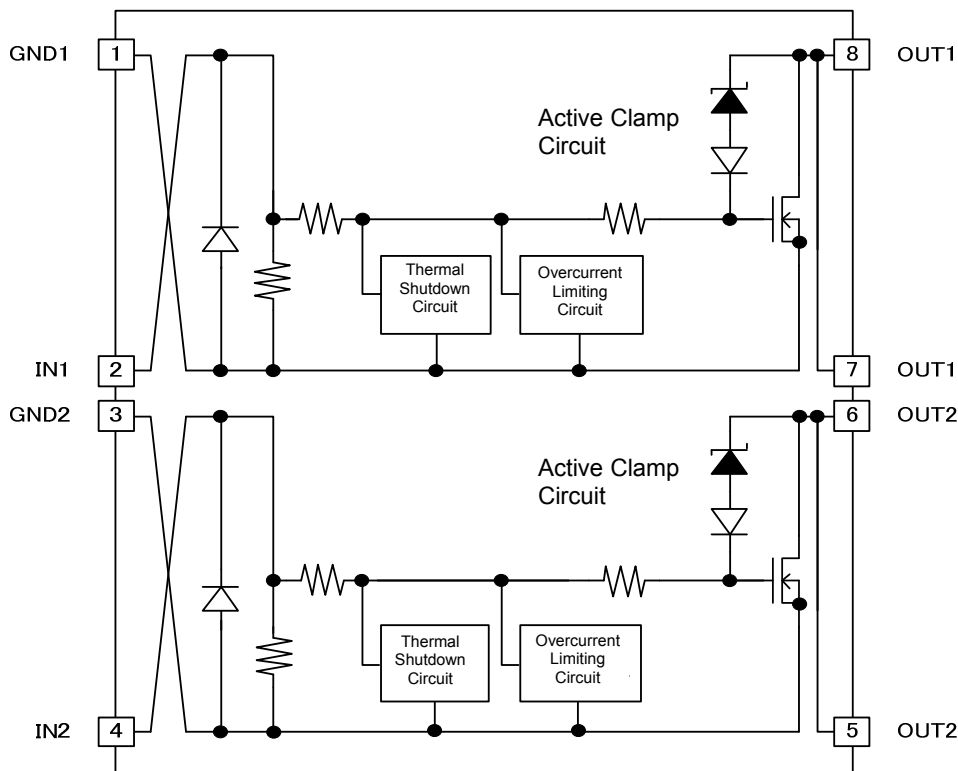 GND1
1
8
OUT1
Active Clamp
Circuit
Thermal
Shutdown
Circuit
Overcurrent
Limiting
Circuit
IN1
2
7
OUT1
GND2
3
6
OUT2
Active Clamp
Circuit
Thermal
Shutdown
Circuit
Overcurrent
Limiting
Circuit
IN2
4
5
OUT2